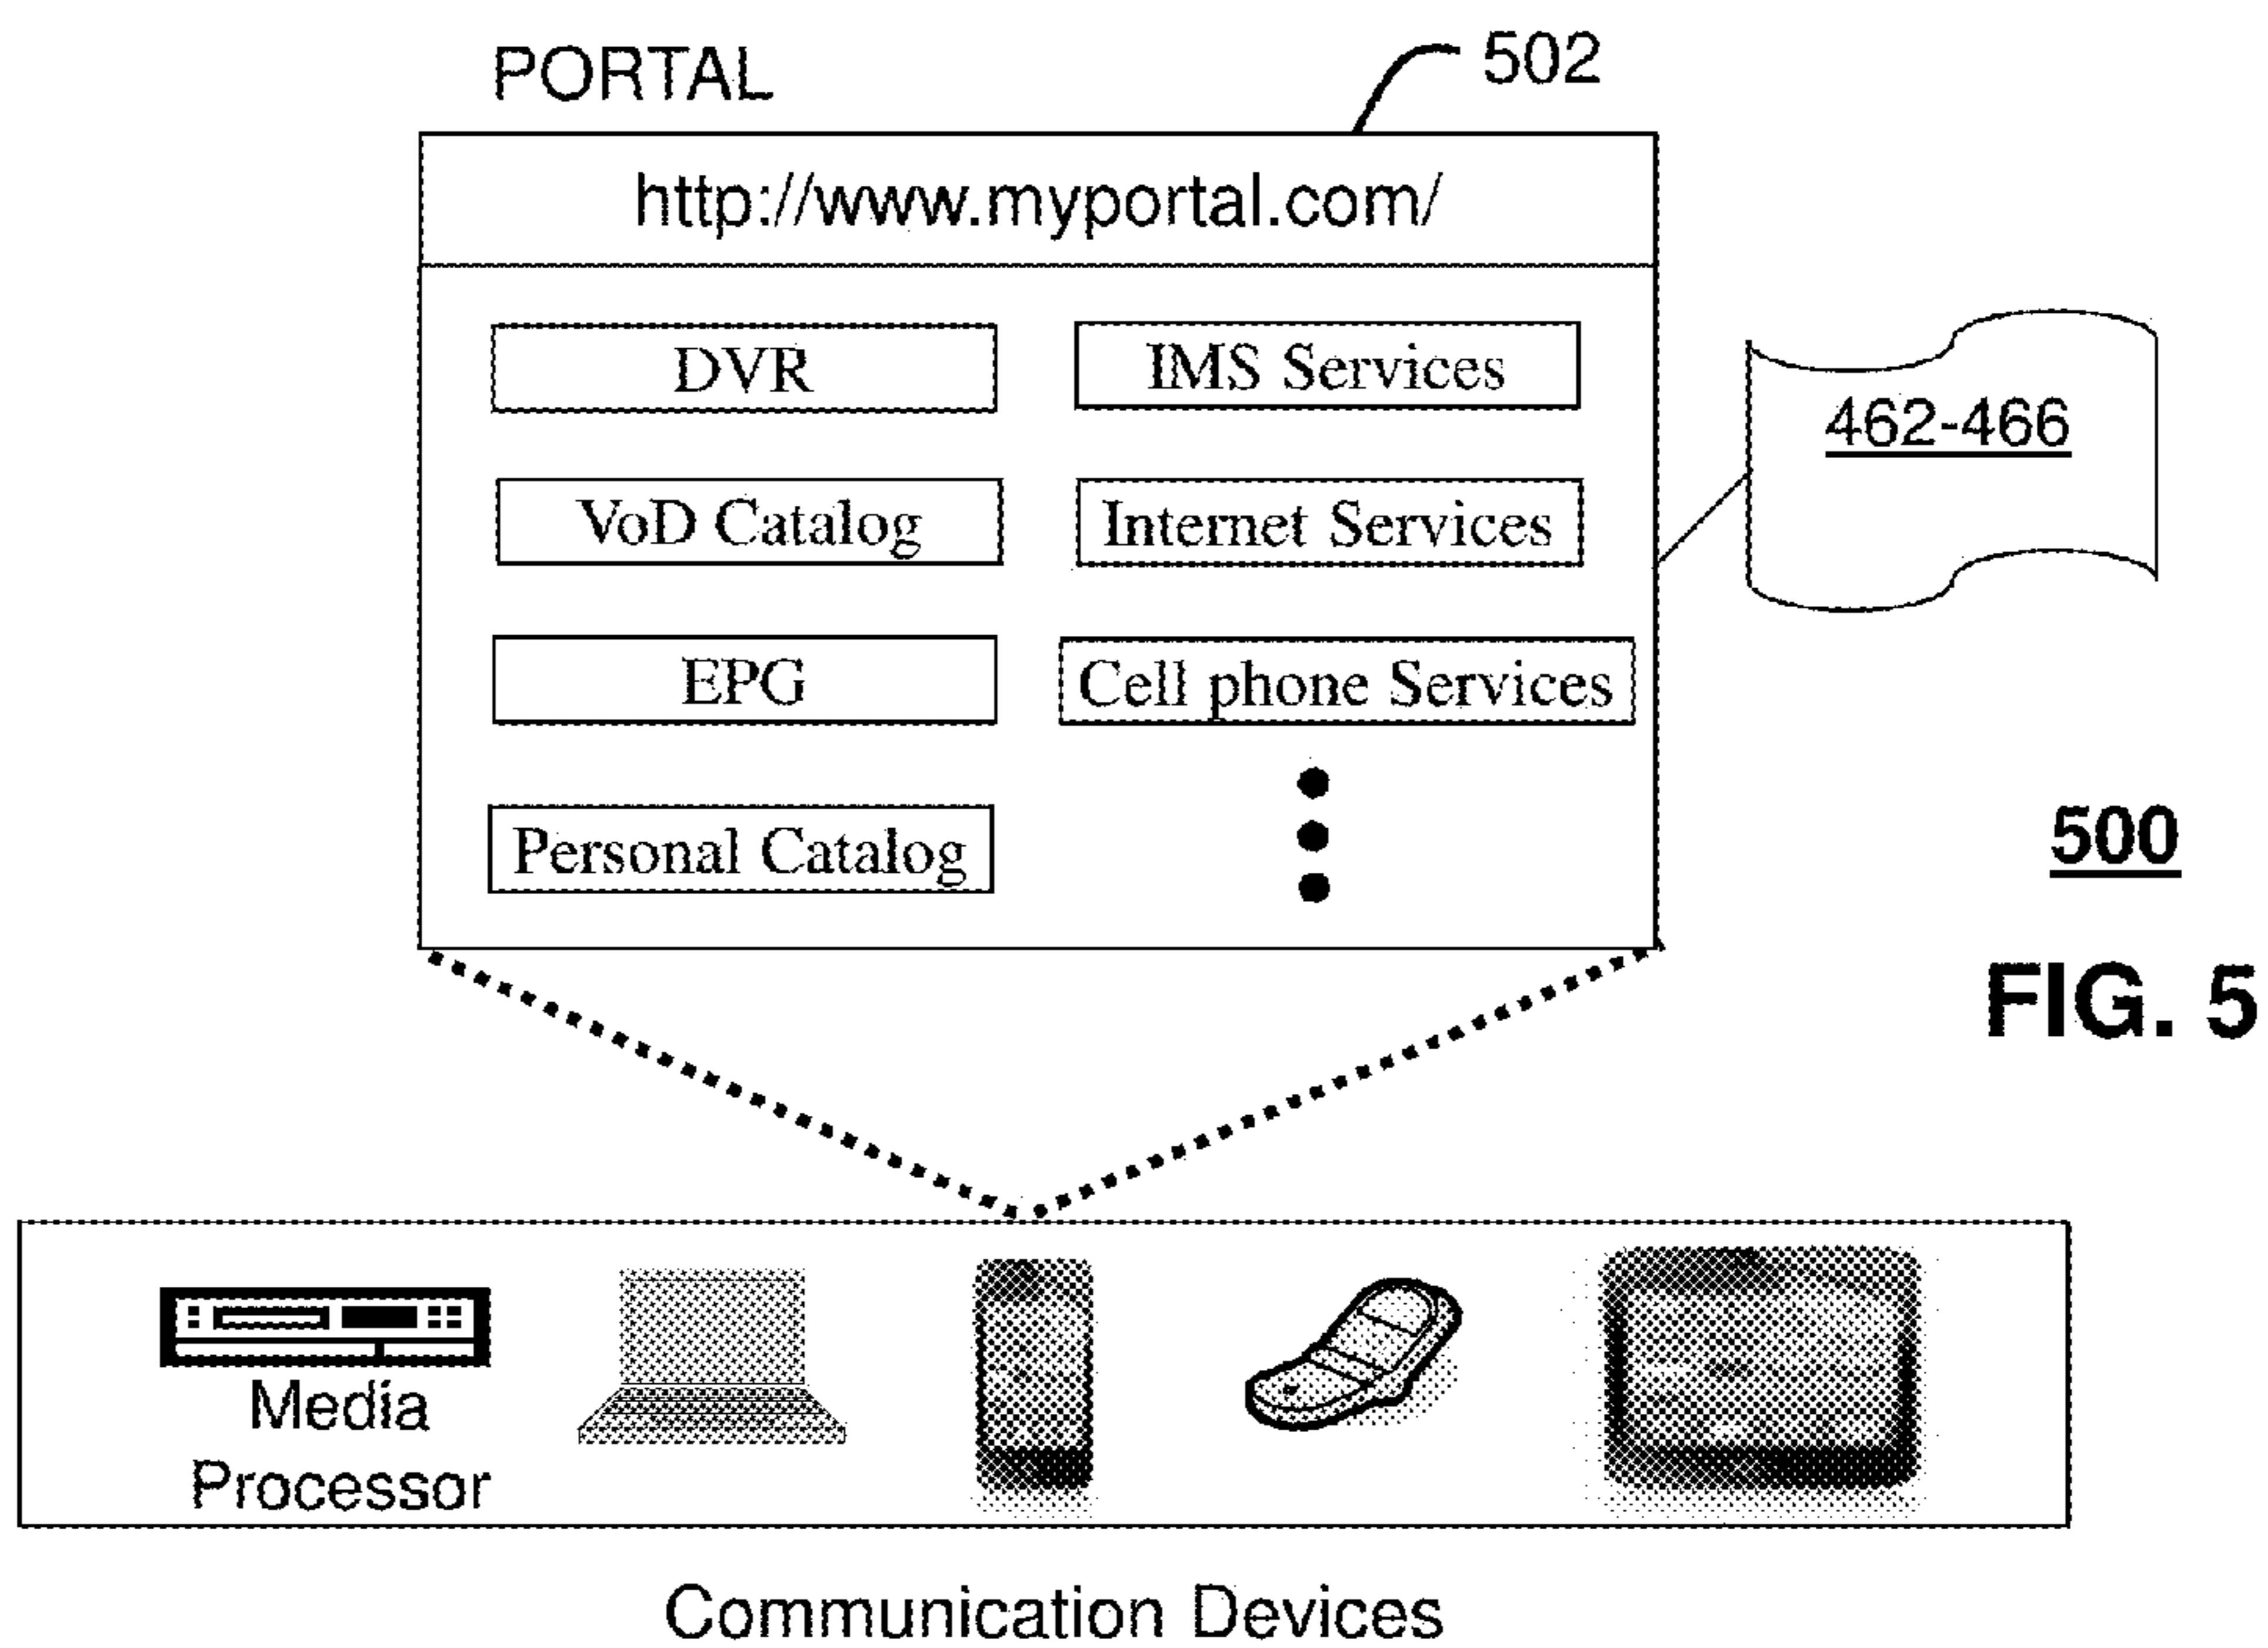 PORTAL
502
http://www.myportal.com/
DVR
IMS Services
462-466
VoD Catalog
Internet Services
EPG
Cell phone Services
Personal Catalog
500
FIG. 5
Media
Processor
Communication Devices